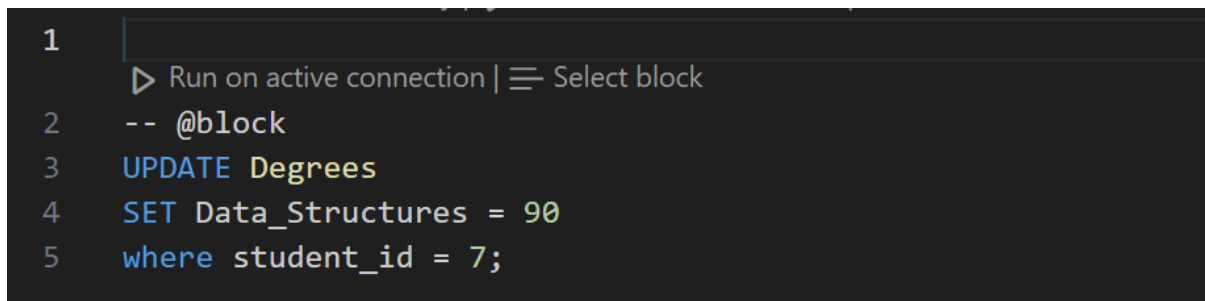 1
Run on active connection | Select block
2 -- @block
3 UPDATE Degrees
4 SET Data_Structures = 90
5 where student_id = 7;